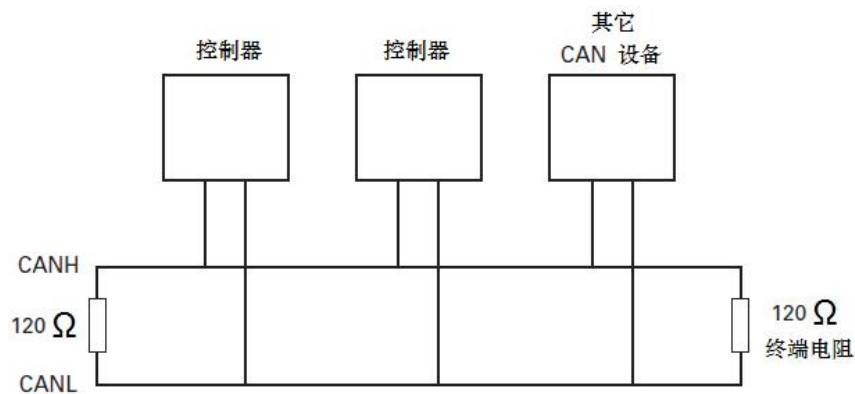 控制器
控制器
其它
CAN 设备
CANH
120 Ω
120 Ω
终端电阻
CANL